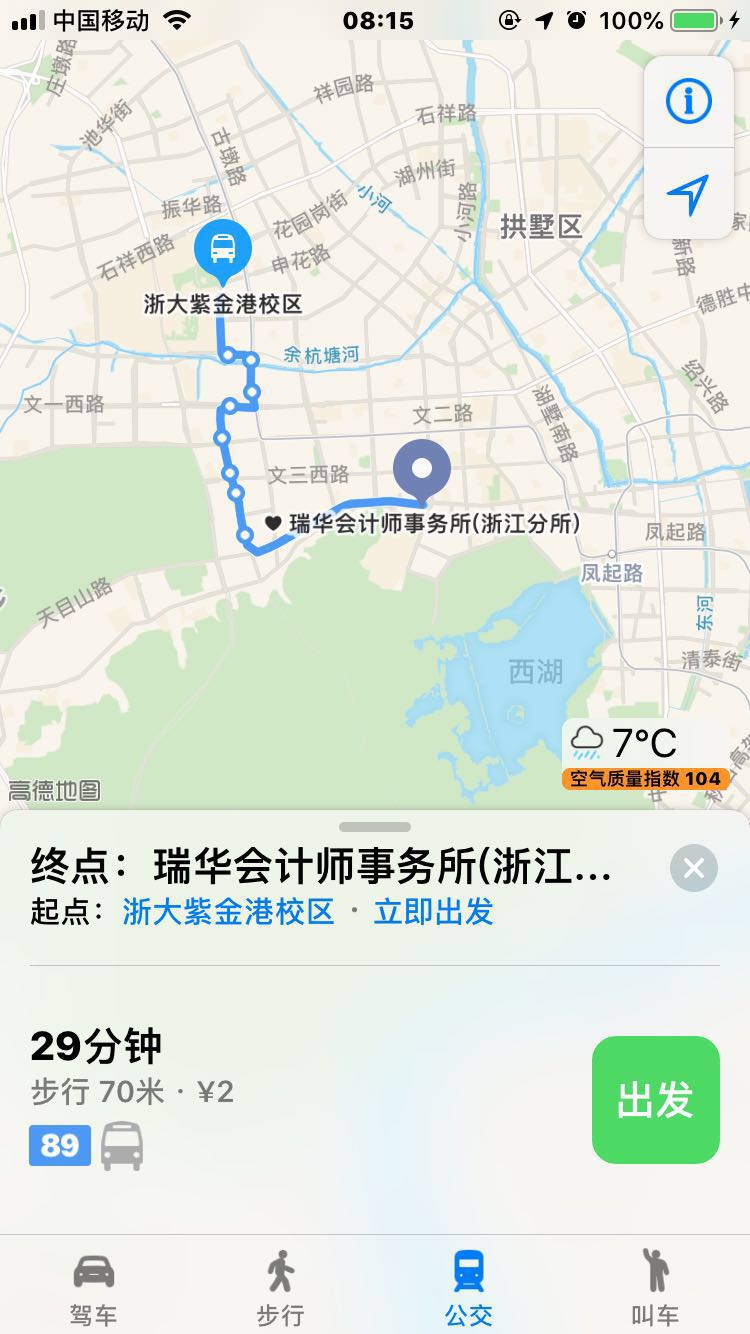 中国移动
08:15
100%
庄墩路
祥园路
池华街
石祥路
古墩路
湖州街
小河
小河路
振华路
花园岗街
拱墅区
石祥西路
申花路
德胜中
浙大紫金港校区
余杭塘河
绍兴路
文一西路
湖墅南路
文二路
文三西路
瑞华会计师事务所(浙江分所)
凤起路
凤起路
天目山路
东河
清泰街
西湖
7°C
空气质量指数 104
高德地图
终点：瑞华会计师事务所(浙江...
起点：浙大紫金港校区 · 立即出发
29分钟
步行 70米 · ¥2
89
出发
驾车
步行
公交
叫车